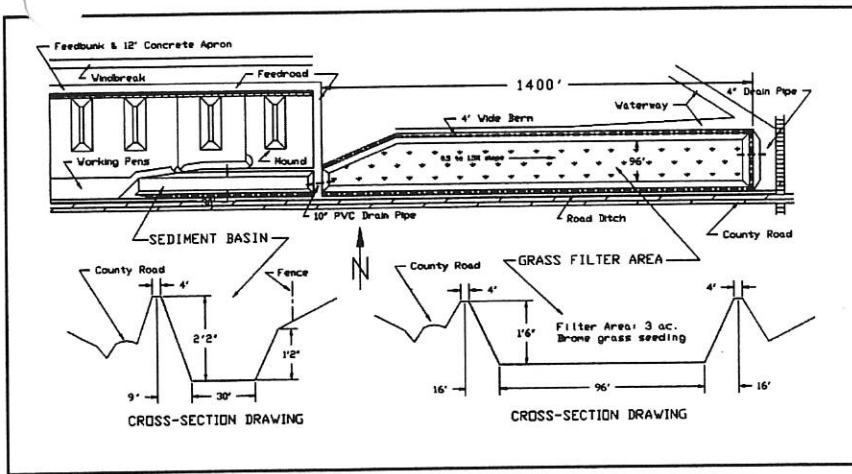 Feedbunk & 12' Concrete Apron
Windbreak
Feedroad
1400'
4" Drain Pipe
Waterway
4' Wide Bern
Working Pens
Mound
96'
10" PVC Drain Pipe
Road Ditch
County Road
SEDIMENT BASIN
N
GRASS FILTER AREA
County Road
4'
Fence
2'2"
1'2"
9'
30'
CROSS-SECTION DRAWING
County Road
4'
4'
1'6"
Filter Area: 3 ac.
Brome grass seeding
16'
96'
16'
CROSS-SECTION DRAWING